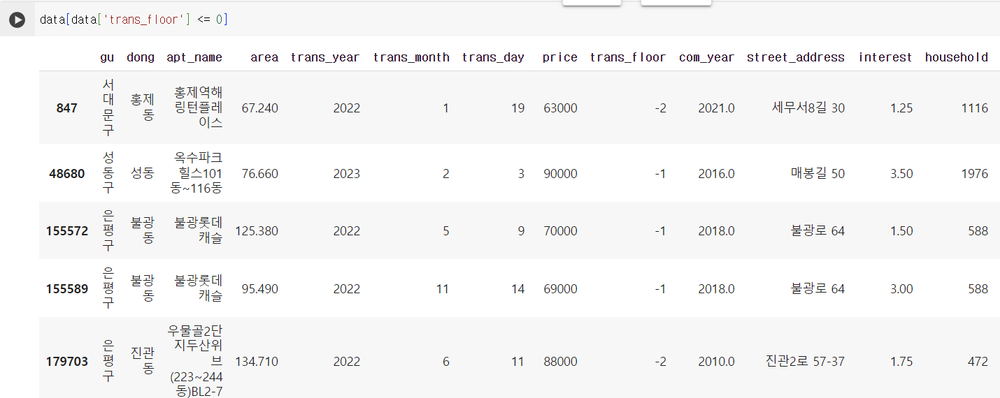 data[data['trans_floor'] <= 0]
gu dong apt_name area trans_year trans_month trans_day price trans_floor com_year street_address interest household
847 서대문구 홍제동 홍제역해링턴플레이스 67.240 2022 1 19 63000 -2 2021.0 세무서8길 30 1.25 1116
48680 성동구 성동 옥수파크힐스101동~116동 76.660 2023 2 3 90000 -1 2016.0 매봉길 50 3.50 1976
155572 은평구 불광동 불광롯데캐슬 125.380 2022 5 9 70000 -1 2018.0 불광로 64 1.50 588
155589 은평구 불광동 불광롯데캐슬 95.490 2022 11 14 69000 -1 2018.0 불광로 64 3.00 588
179703 은평구 진관동 우물골2단지두산위브(223~244동)BL2-7 134.710 2022 6 11 88000 -2 2010.0 진관2로 57-37 1.75 472